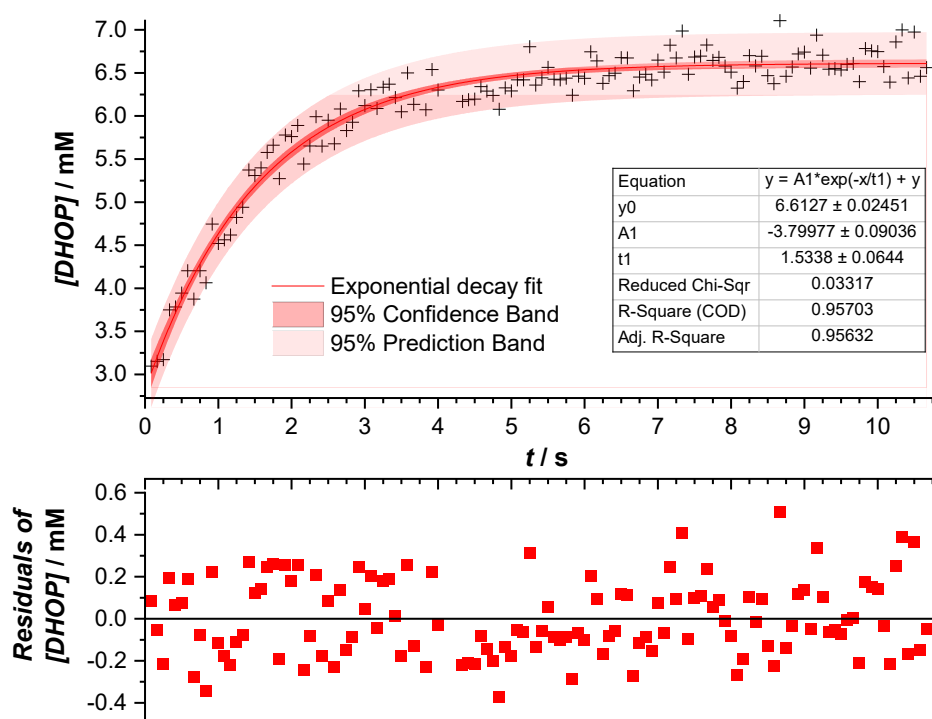 7.0
6.5
6.0
5.5
5.0
4.5
4.0
3.5
3.0
[DHOP] / mM
Equation y = A1*exp(-x/t1) + y
y0 6.6127 ± 0.02451
A1 -3.79977 ± 0.09036
t1 1.5338 ± 0.0644
Reduced Chi-Sqr 0.03317
R-Square (COD) 0.95703
Adj. R-Square 0.95632
Exponential decay fit
95% Confidence Band
95% Prediction Band
0 1 2 3 4 5 6 7 8 9 10
t / s
0.6
0.4
0.2
0.0
-0.2
-0.4
Residuals of
[DHOP] / mM